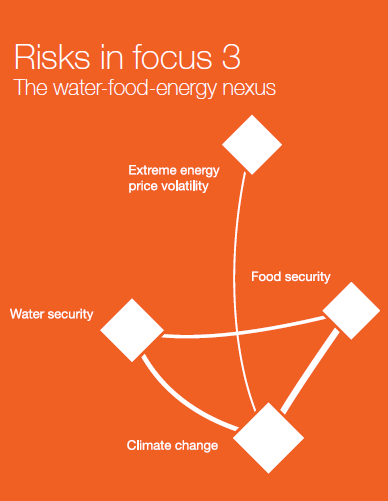 Risks in focus 3
The water-food-energy nexus
Extreme energy
price volatility
Food security
Water security
Climate change